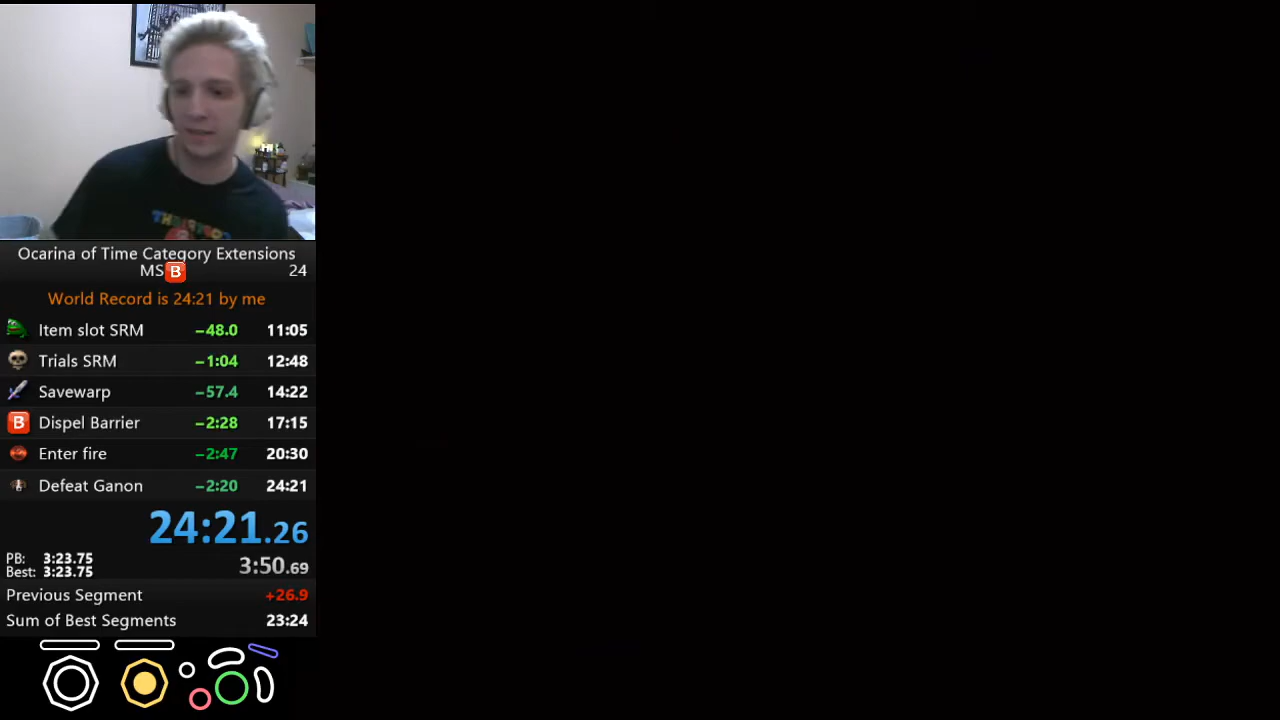 Ocarina of Time Category Extensions
MS B 24
World Record is 24:21 by me
Item slot SRM -48.0 11:05
Trials SRM -1:04 12:48
Savewarp -57.4 14:22
B Dispel Barrier -2:28 17:15
Enter fire -2:47 20:30
Defeat Ganon -2:20 24:21
24:21.26
PB: 3:23.75
Best: 3:23.75
3:50.69
Previous Segment +26.9
Sum of Best Segments 23:24